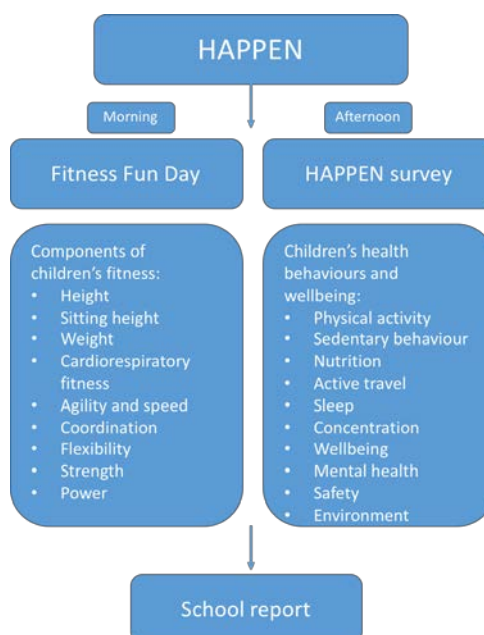 HAPPEN
Morning
Afternoon
Fitness Fun Day
HAPPEN survey
Components of
children's fitness:
• Height
• Sitting height
• Weight
• Cardiorespiratory
fitness
• Agility and speed
• Coordination
• Flexibility
• Strength
• Power
Children's health
behaviours and
wellbeing:
• Physical activity
• Sedentary behaviour
• Nutrition
• Active travel
• Sleep
• Concentration
• Wellbeing
• Mental health
• Safety
• Environment
School report